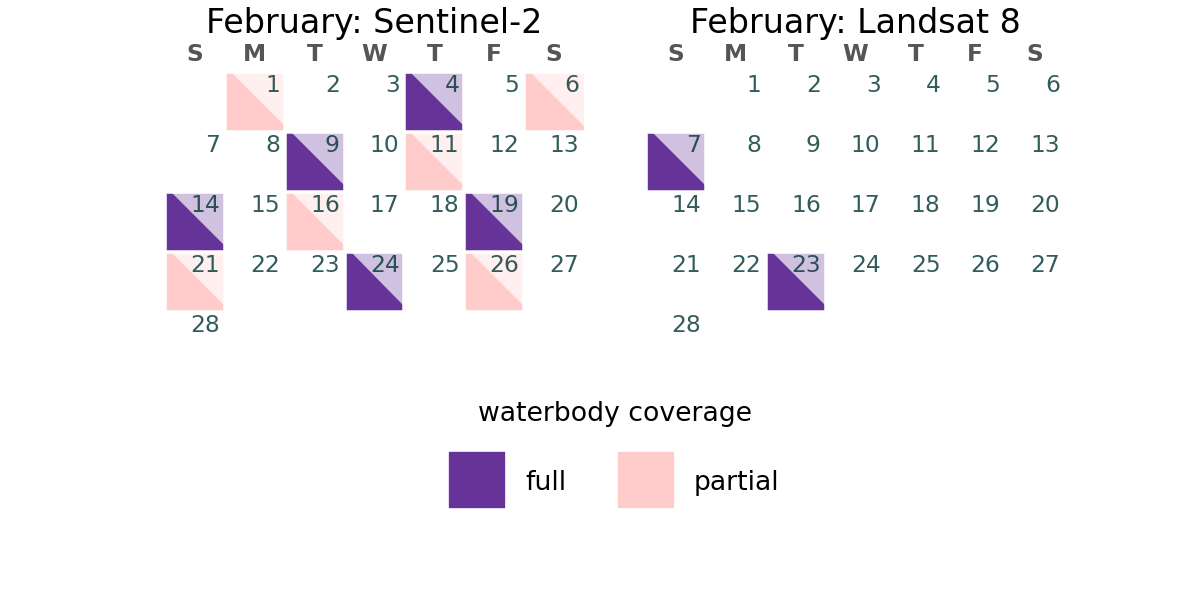 February: Sentinel-2
S M T W T F S
1 2 3 4 5 6
7 8 9 10 11 12 13
14 15 16 17 18 19 20
21 22 23 24 25 26 27
28
February: Landsat 8
S M T W T F S
1 2 3 4 5 6
7 8 9 10 11 12 13
14 15 16 17 18 19 20
21 22 23 24 25 26 27
28
waterbody coverage
full
partial